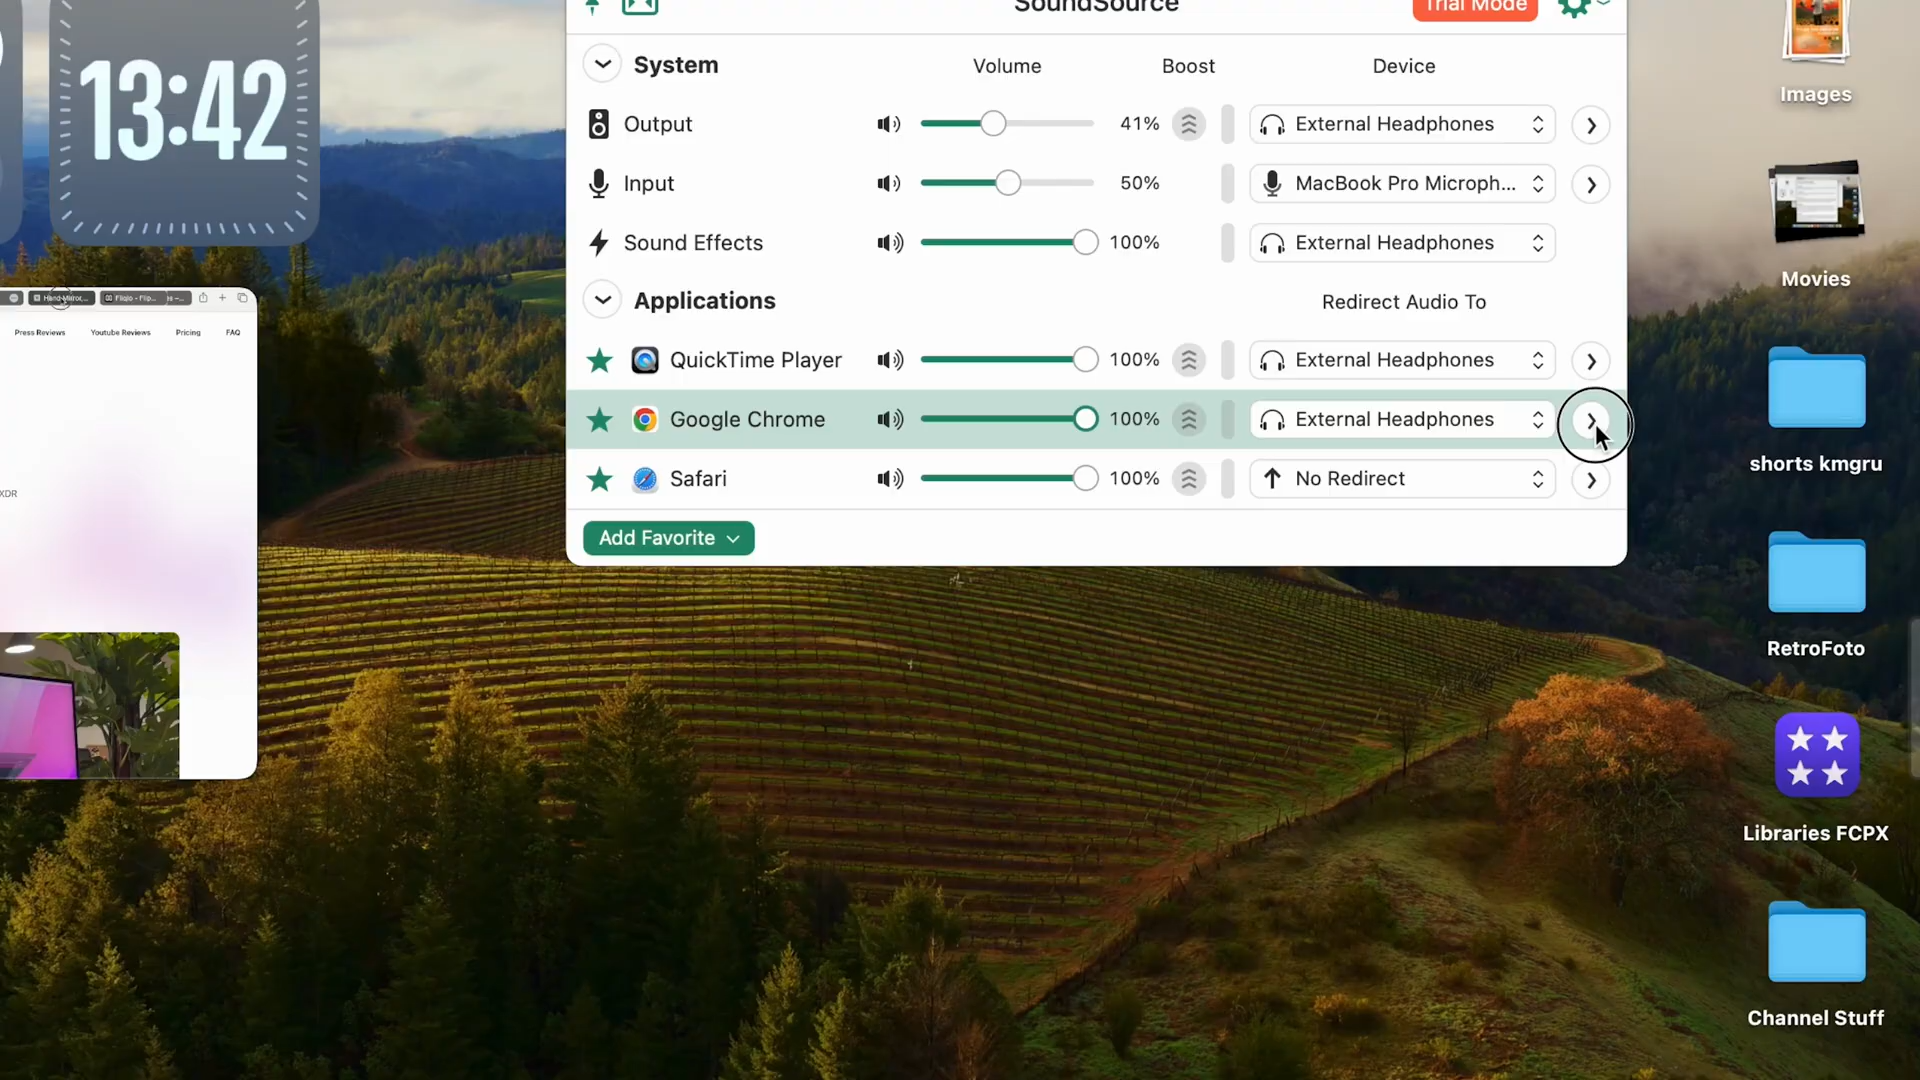 SoundSource
Trial Mode
System Volume Boost Device
Output 41% External Headphones
Input 50% MacBook Pro Microph...
Sound Effects 100% External Headphones
Applications Redirect Audio To
QuickTime Player 100% External Headphones
Google Chrome 100% External Headphones
Safari 100% No Redirect
Add Favorite
13:42
Press Reviews Youtube Reviews Pricing FAQ
XDR
Images
Movies
shorts kmgru
RetroFoto
Libraries FCPX
Channel Stuff